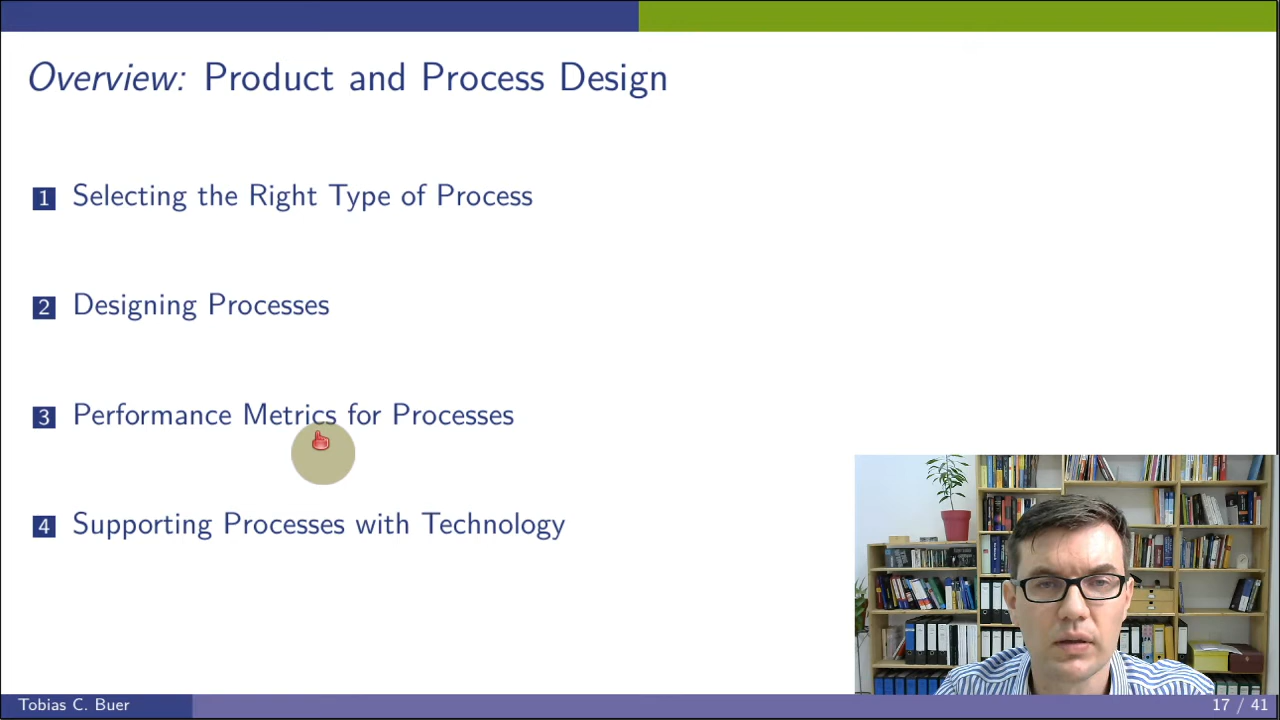 Overview: Product and Process Design
1 Selecting the Right Type of Process
2 Designing Processes
3 Performance Metrics for Processes
4 Supporting Processes with Technology
Tobias C. Buer
17 / 41